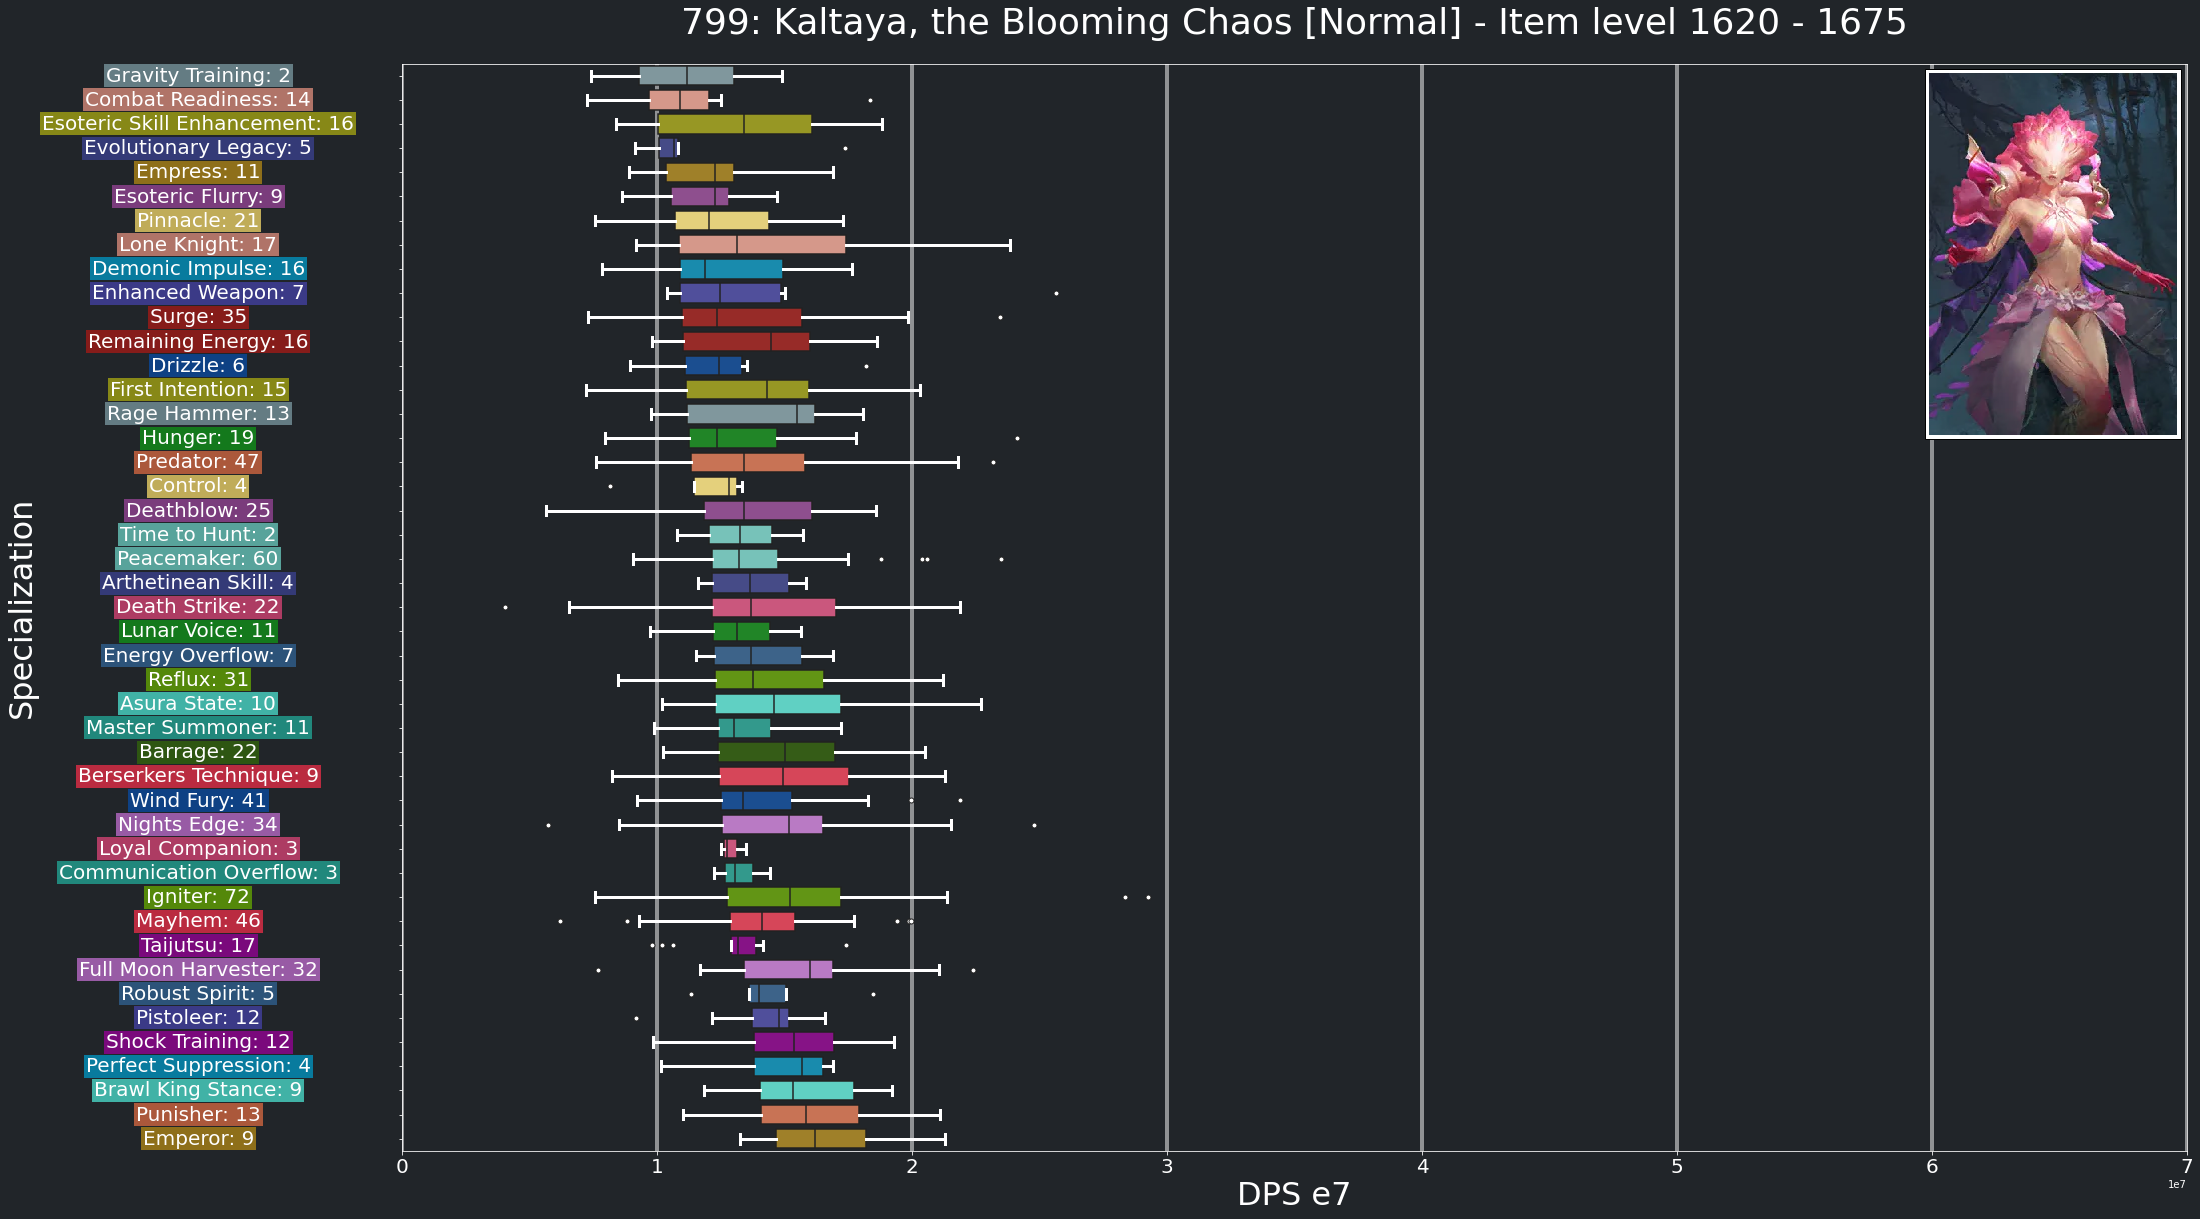 799: Kaltaya, the Blooming Chaos [Normal] - Item level 1620 - 1675
Specialization
Gravity Training: 2
Combat Readiness: 14
Esoteric Skill Enhancement: 16
Evolutionary Legacy: 5
Empress: 11
Esoteric Flurry: 9
Pinnacle: 21
Lone Knight: 17
Demonic Impulse: 16
Enhanced Weapon: 7
Surge: 35
Remaining Energy: 16
Drizzle: 6
First Intention: 15
Rage Hammer: 13
Hunger: 19
Predator: 47
Control: 4
Deathblow: 25
Time to Hunt: 2
Peacemaker: 60
Arthetinean Skill: 4
Death Strike: 22
Lunar Voice: 11
Energy Overflow: 7
Reflux: 31
Asura State: 10
Master Summoner: 11
Barrage: 22
Berserkers Technique: 9
Wind Fury: 41
Nights Edge: 34
Loyal Companion: 3
Communication Overflow: 3
Igniter: 72
Mayhem: 46
Taijutsu: 17
Full Moon Harvester: 32
Robust Spirit: 5
Pistoleer: 12
Shock Training: 12
Perfect Suppression: 4
Brawl King Stance: 9
Punisher: 13
Emperor: 9
0 1 2 3 4 5 6 7
1e7
DPS e7